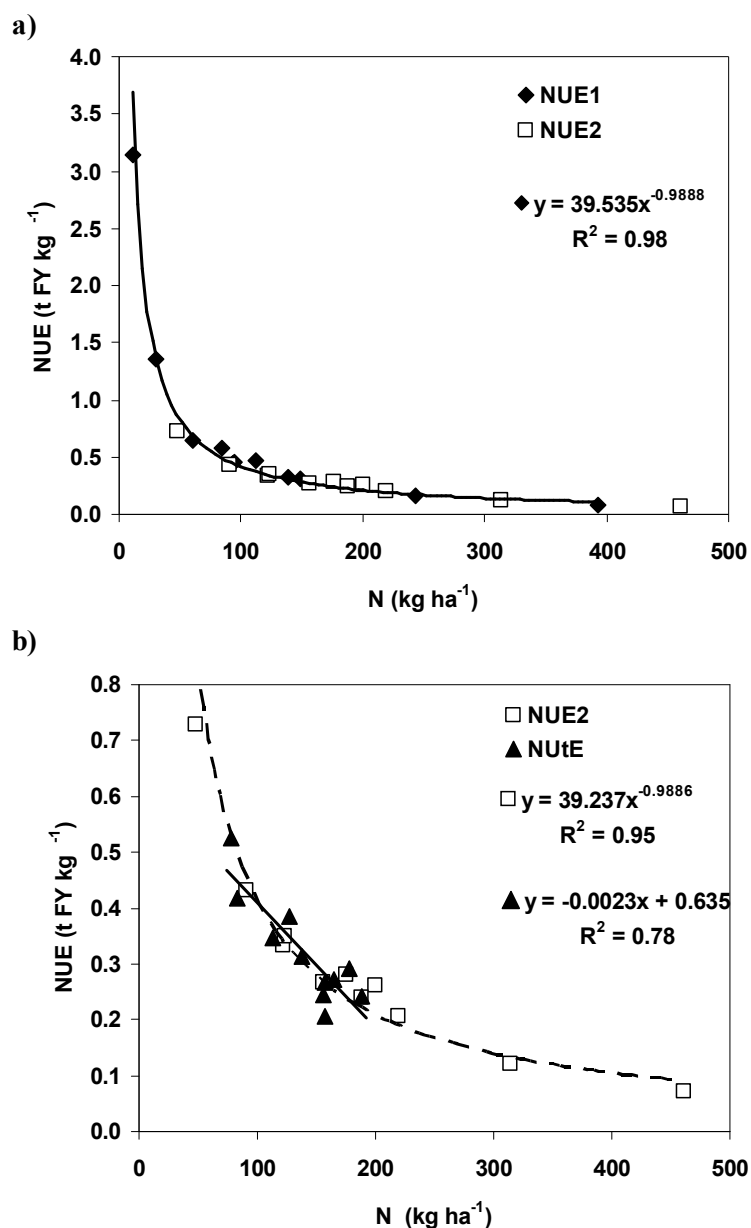 a)
4.0
3.5
3.0
2.5
2.0
1.5
1.0
0.5
0.0
NUE (t FY kg ⁻¹)
NUE1
NUE2
y = 39.535x⁻⁰·⁹⁸⁸⁸
R² = 0.98
0 100 200 300 400 500
N (kg ha⁻¹)
b)
0.8
0.7
0.6
0.5
0.4
0.3
0.2
0.1
0.0
NUE (t FY kg ⁻¹)
NUE2
NUtE
y = 39.237x⁻⁰·⁹⁸⁸⁶
R² = 0.95
y = -0.0023x + 0.635
R² = 0.78
0 100 200 300 400 500
N (kg ha⁻¹)